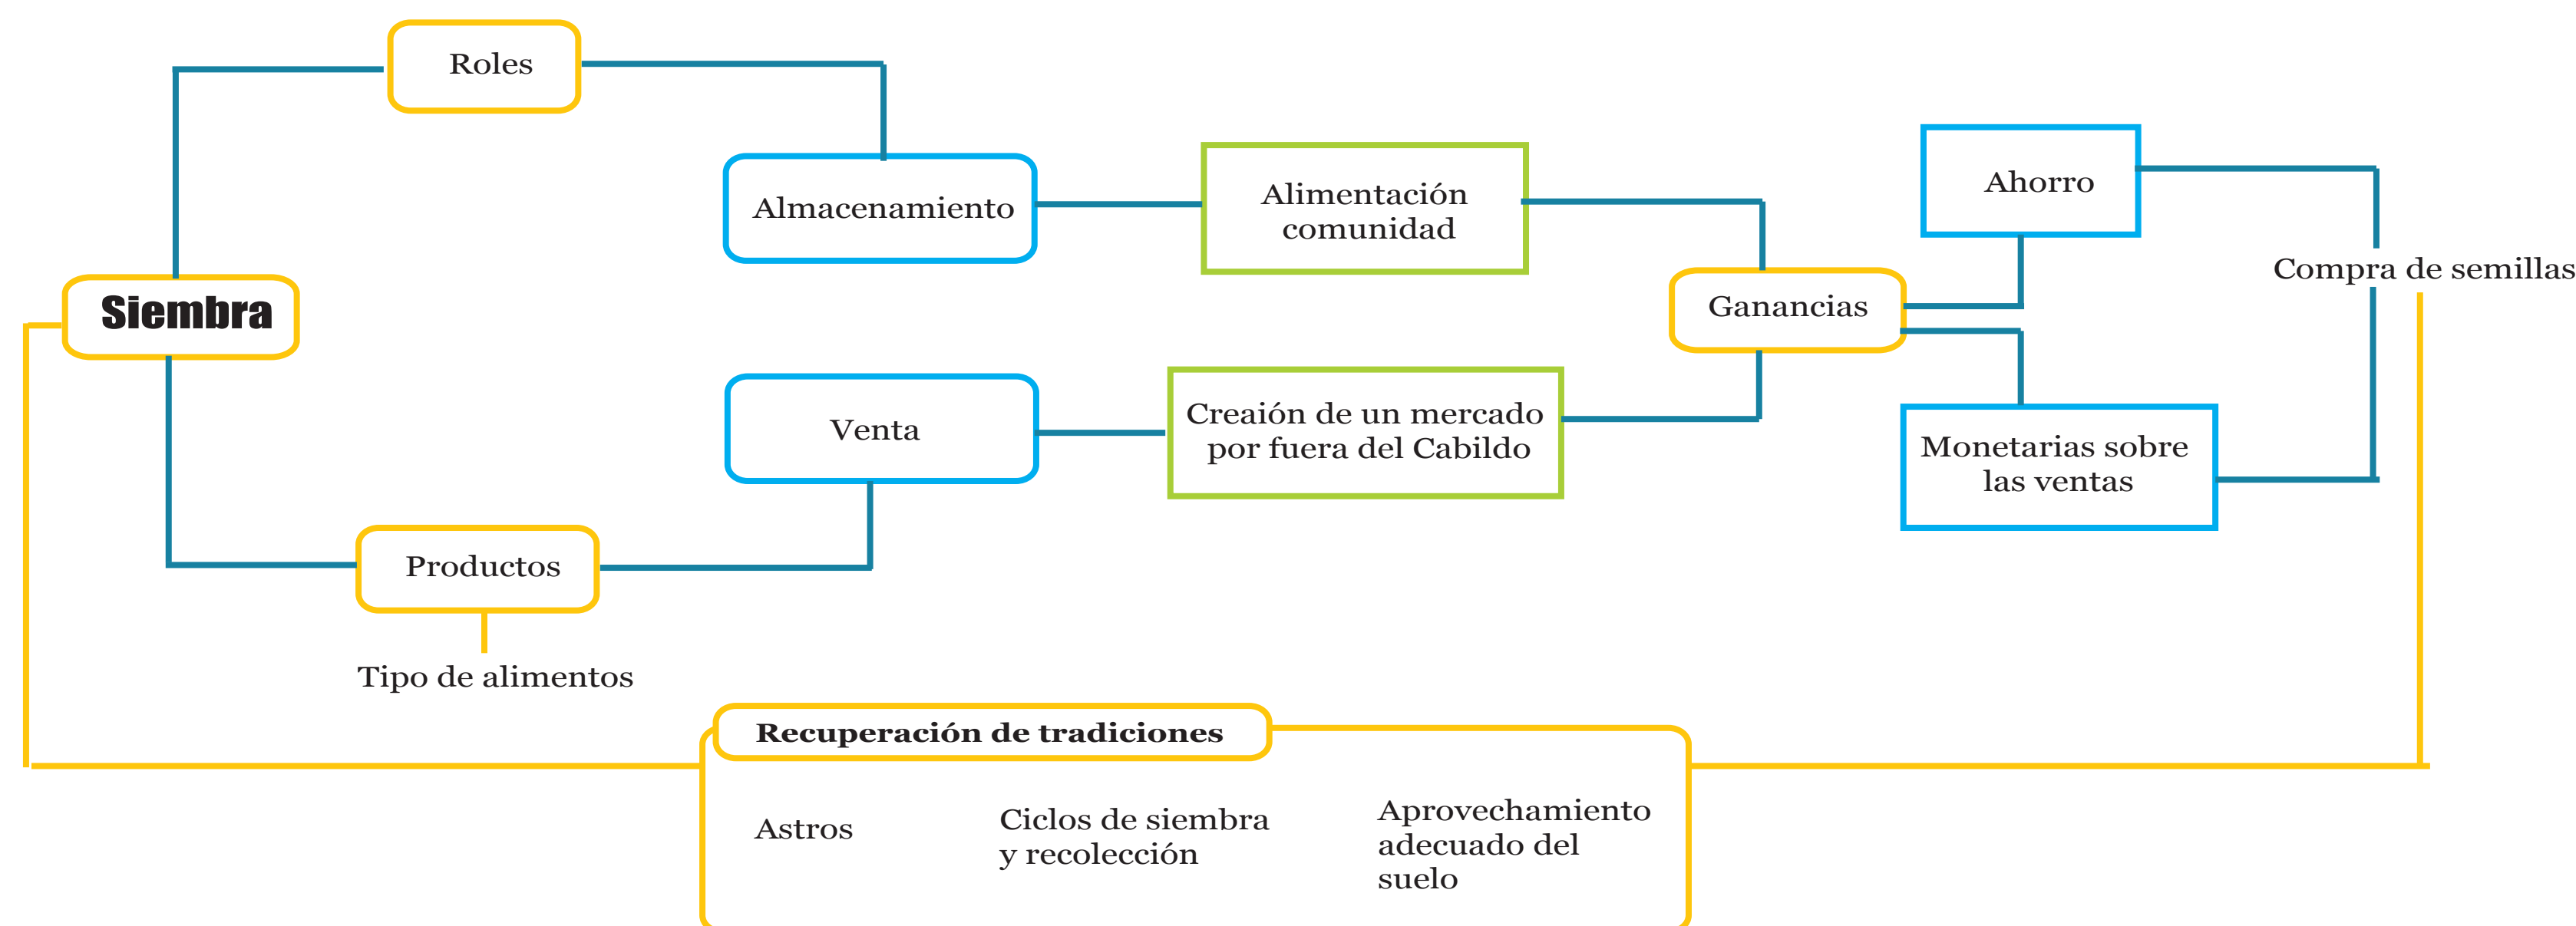 Roles
Almacenamiento
Alimentación
comunidad
Ahorro
Compra de semillas
Siembra
Ganancias
Venta
Creaión de un mercado
por fuera del Cabildo
Monetarias sobre
las ventas
Productos
Tipo de alimentos
Recuperación de tradiciones
Astros
Ciclos de siembra
y recolección
Aprovechamiento
adecuado del
suelo